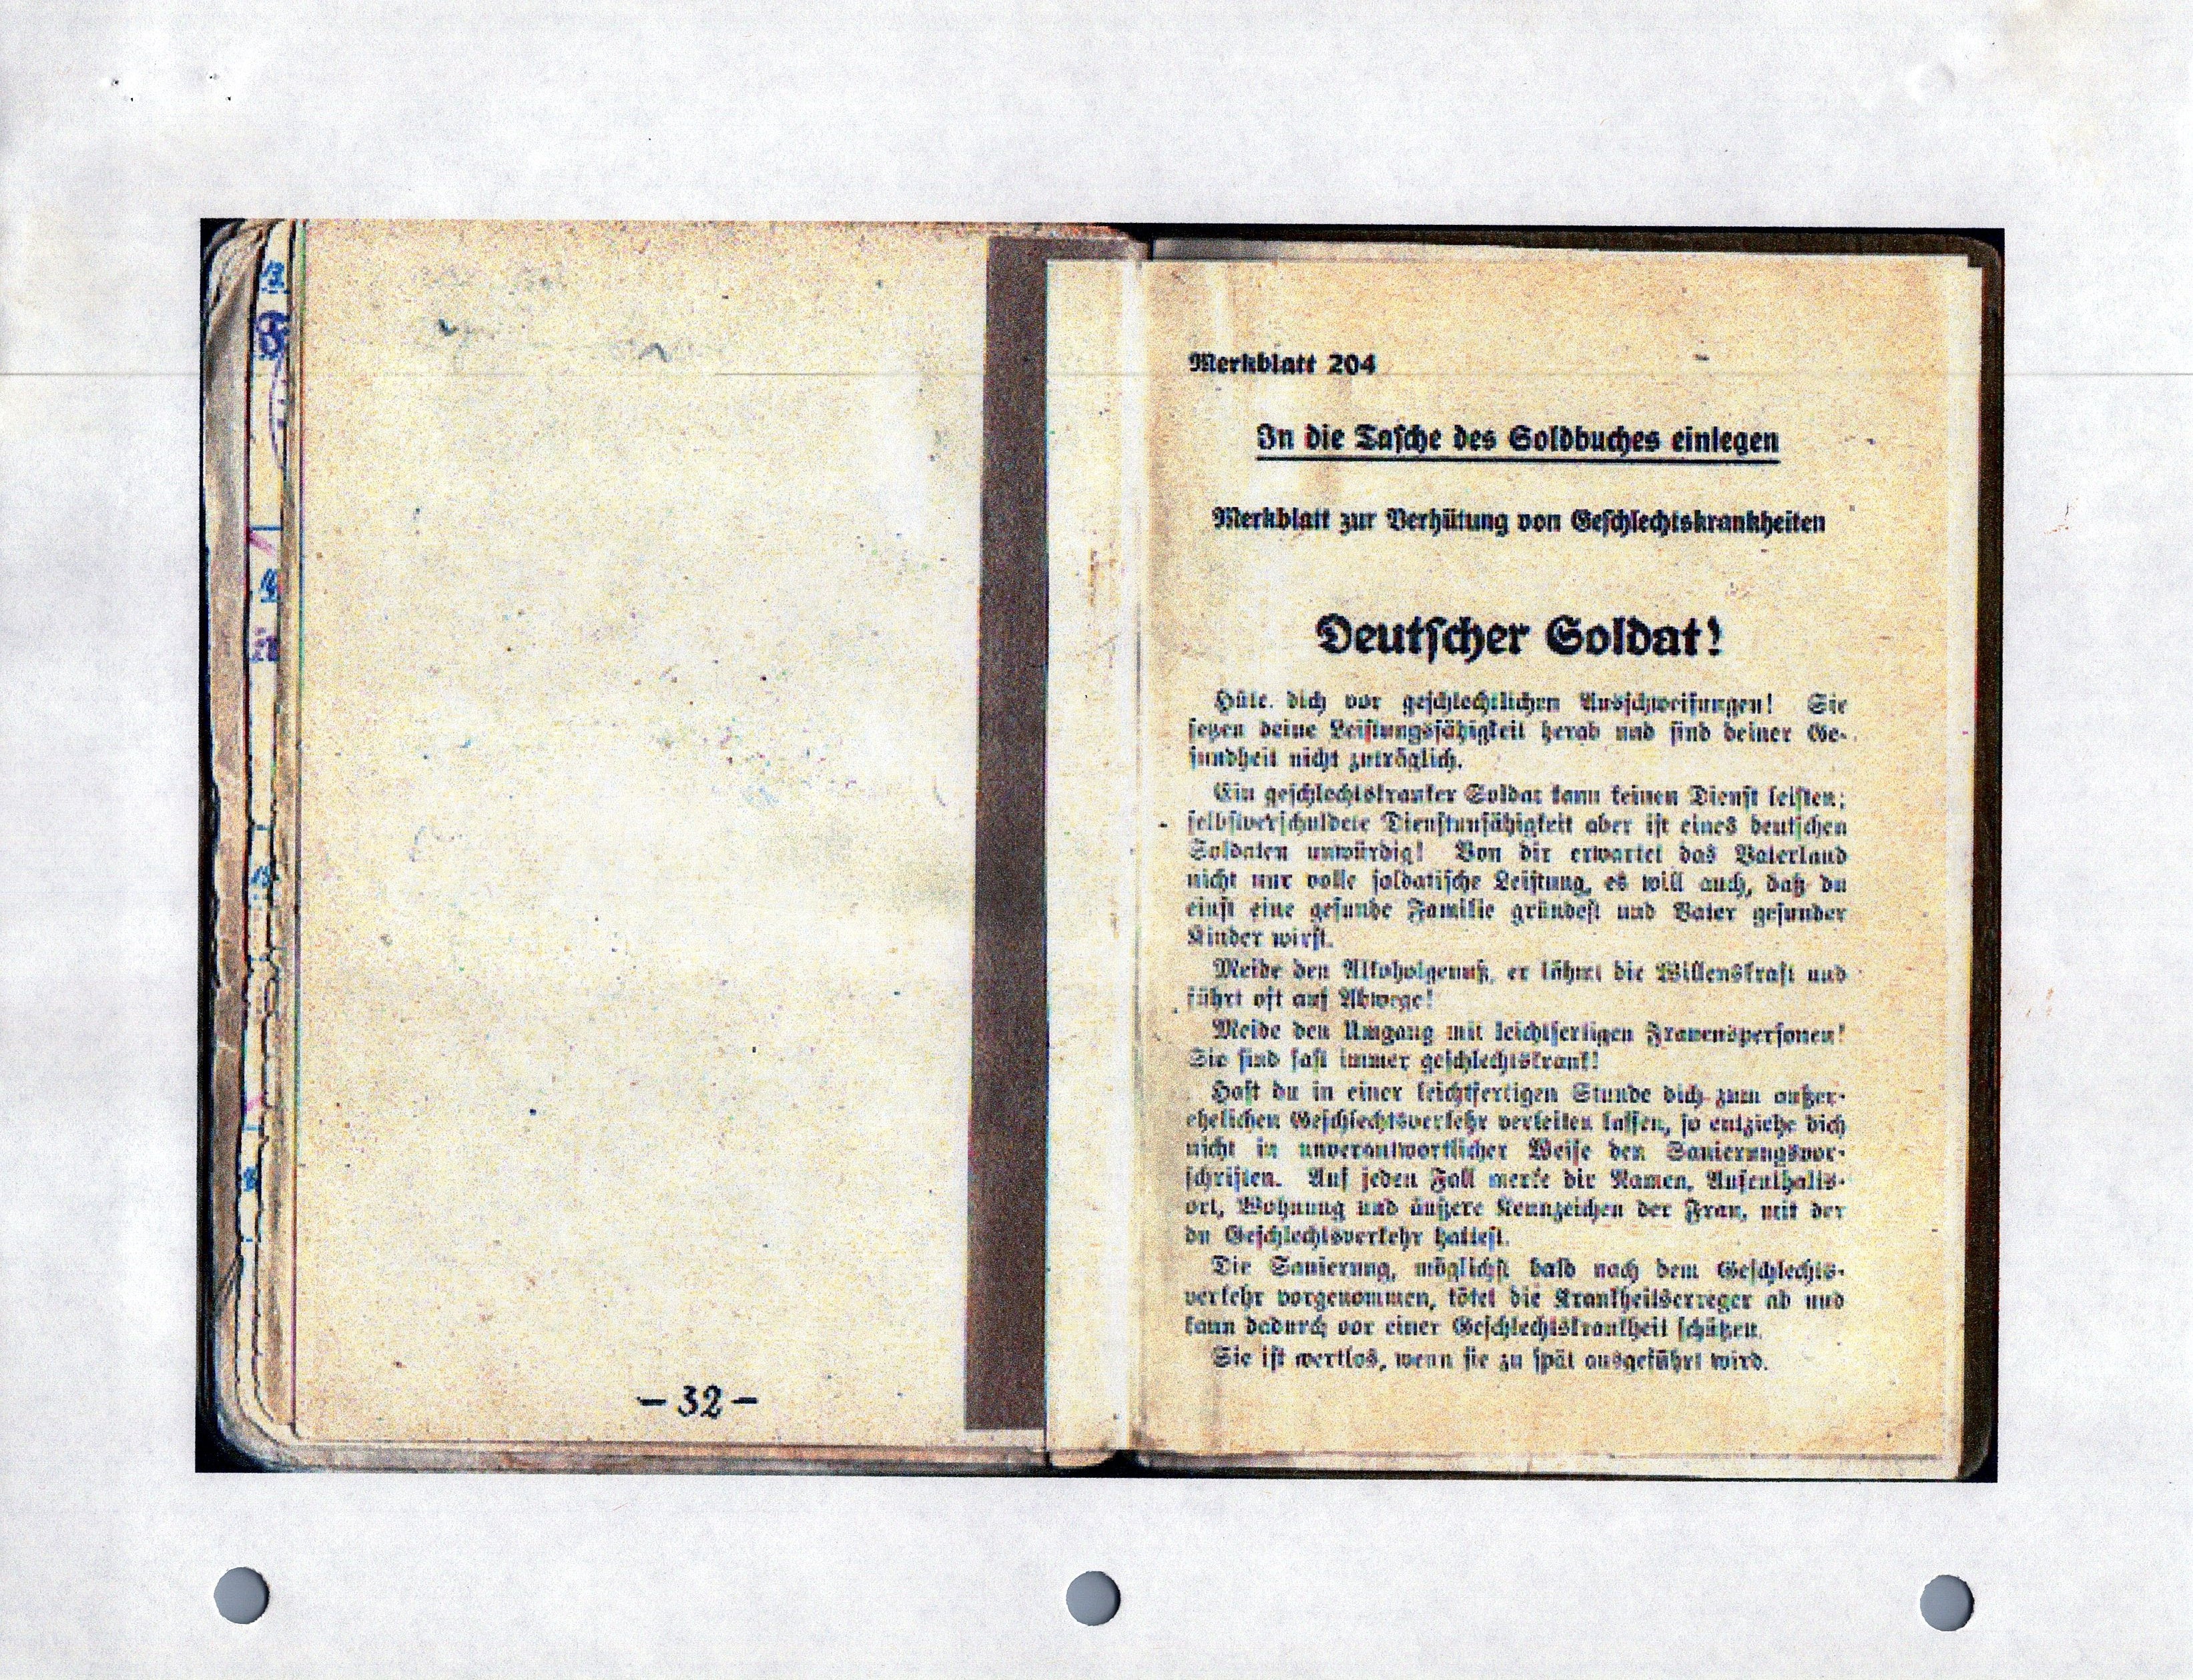 Merkblatt 204
In die Tasche des Soldbuches einlegen
Merkblatt zur Verhütung von Geschlechtskrankheiten
Deutscher Soldat!
Hüte dich vor geschlechtlichen Ausschweifungen! Sie
setzen deine Leistungsfähigkeit herab und sind deiner Ge-
sundheit nicht zuträglich.
Ein geschlechtskranker Soldat kann keinen Dienst leisten;
selbstverschuldete Dienstunfähigkeit aber ist eines deutschen
Soldaten unwürdig! Von dir erwartet das Vaterland
nicht nur volle soldatische Leistung, es will auch, daß du
einst eine gesunde Familie gründest und Vater gesunder
Kinder wirst.
Meide den Alkoholgenuß, er lähmt die Willenskraft und
führt oft auf Abwege!
Meide den Umgang mit leichtfertigen Frauenspersonen!
Sie sind fast immer geschlechtskrank!
Hast du in einer leichtfertigen Stunde dich zum außer-
ehelichen Geschlechtsverkehr verleiten lassen, so entziehe dich
nicht in unverantwortlicher Weise den Sanierungsvor-
schriften. Auf jeden Fall merke dir Namen, Aufenthalts-
ort, Wohnung und äußere Kennzeichen der Frau, mit der
du Geschlechtsverkehr hattest.
Die Sanierung, möglichst bald nach dem Geschlechts-
verkehr vorgenommen, tötet die Krankheitserreger ab und
kann dadurch vor einer Geschlechtskrankheit schützen.
Sie ist wertlos, wenn sie zu spät ausgeführt wird.
— 32 —